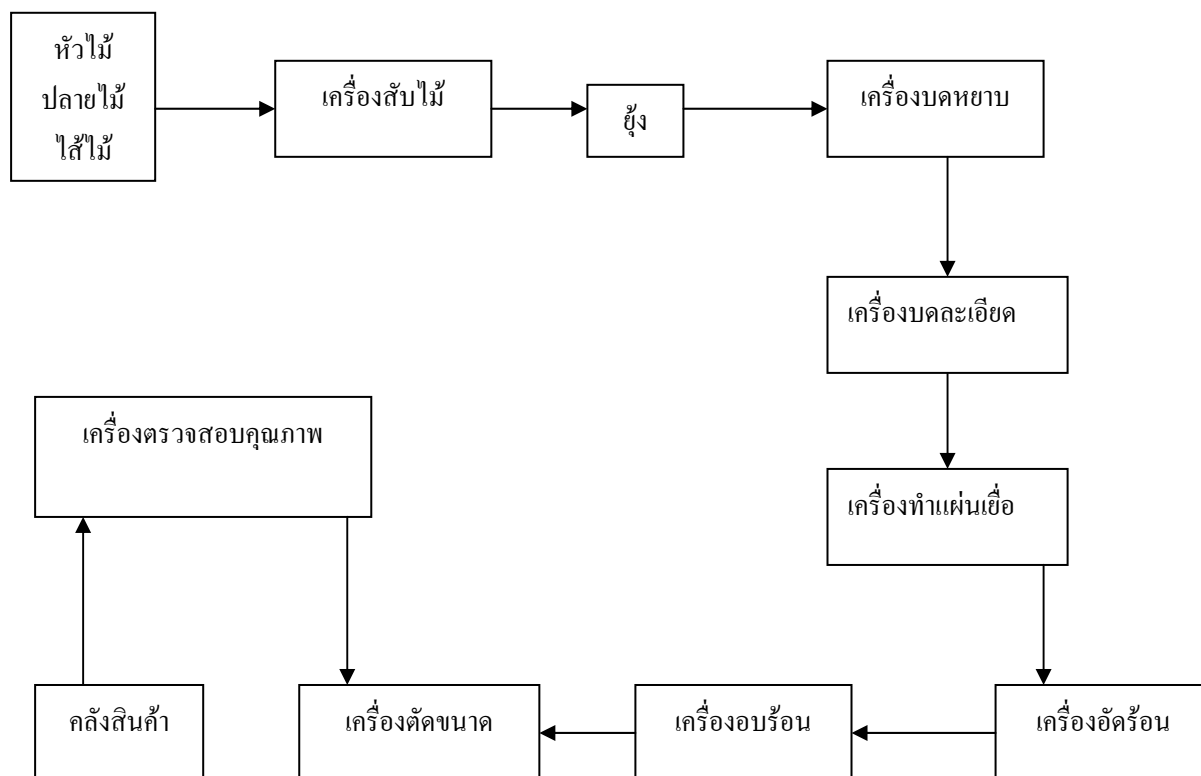 หัวไม้
ปลายไม้
ไส้ไม้
เครื่องสับไม้
ยุ้ง
เครื่องบดหยาบ
เครื่องบดละเอียด
เครื่องทำแผ่นเยื่อ
เครื่องอัดร้อน
เครื่องอบร้อน
เครื่องตัดขนาด
เครื่องตรวจสอบคุณภาพ
คลังสินค้า